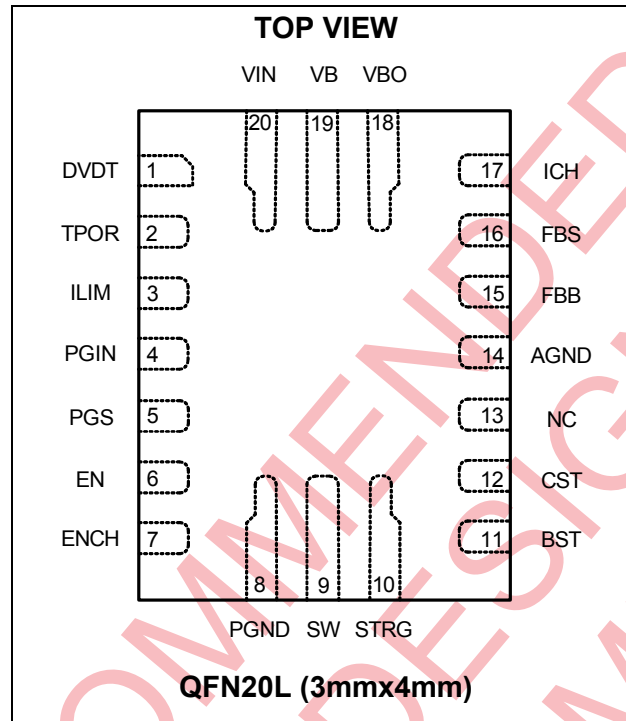 TOP VIEW
VIN VB VBO
20 19 18
DVDT 1 17 ICH
TPOR 2 16 FBS
ILIM 3 15 FBB
PGIN 4 14 AGND
PGS 5 13 NC
EN 6 12 CST
ENCH 7 11 BST
8 9 10
PGND SW STRG
QFN20L (3mmx4mm)
OMMENDED
DESIGN